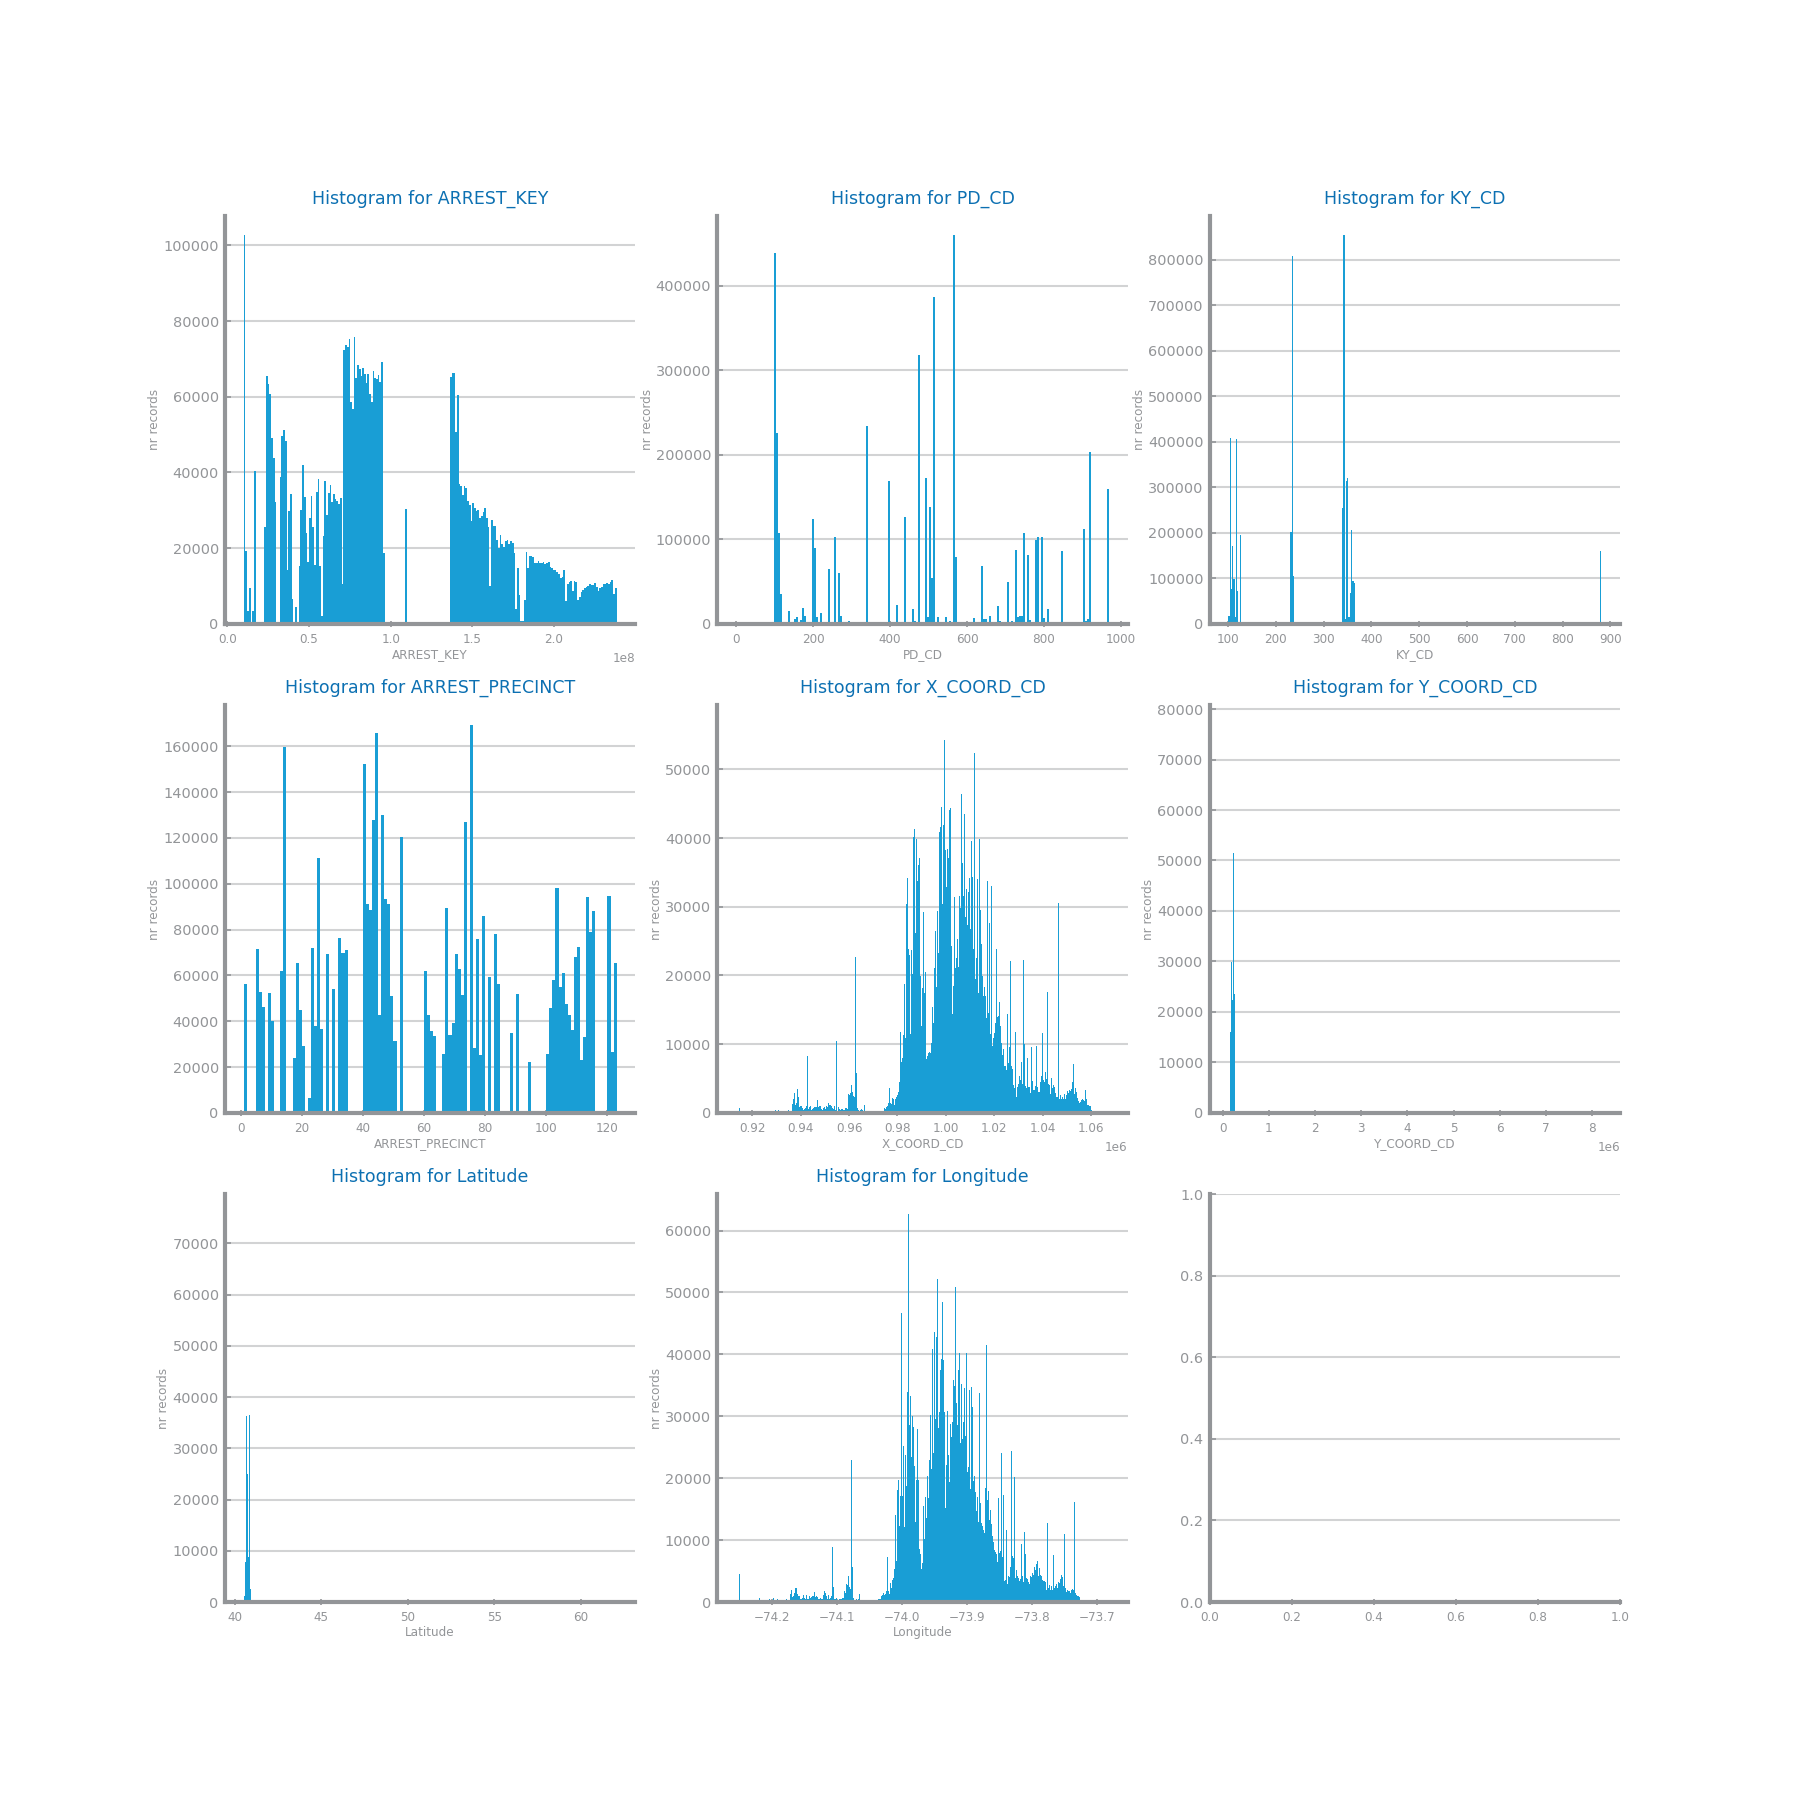 Histogram for ARREST_KEY
100000
80000
60000
40000
20000
0
nr records
0.0 0.5 1.0 1.5 2.0
ARREST_KEY
1e8
Histogram for PD_CD
400000
300000
200000
100000
0
nr records
0 200 400 600 800 1000
PD_CD
Histogram for KY_CD
800000
700000
600000
500000
400000
300000
200000
100000
0
nr records
100 200 300 400 500 600 700 800 900
KY_CD
Histogram for ARREST_PRECINCT
160000
140000
120000
100000
80000
60000
40000
20000
0
nr records
0 20 40 60 80 100 120
ARREST_PRECINCT
Histogram for X_COORD_CD
50000
40000
30000
20000
10000
0
nr records
0.92 0.94 0.96 0.98 1.00 1.02 1.04 1.06
X_COORD_CD
1e6
Histogram for Y_COORD_CD
80000
70000
60000
50000
40000
30000
20000
10000
0
nr records
0 1 2 3 4 5 6 7 8
Y_COORD_CD
1e6
Histogram for Latitude
70000
60000
50000
40000
30000
20000
10000
0
nr records
40 45 50 55 60
Latitude
Histogram for Longitude
60000
50000
40000
30000
20000
10000
0
nr records
−74.2 −74.1 −74.0 −73.9 −73.8 −73.7
Longitude
1.0
0.8
0.6
0.4
0.2
0.0
0.0 0.2 0.4 0.6 0.8 1.0